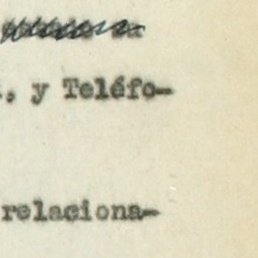 , y Teléfo-
relaciona-